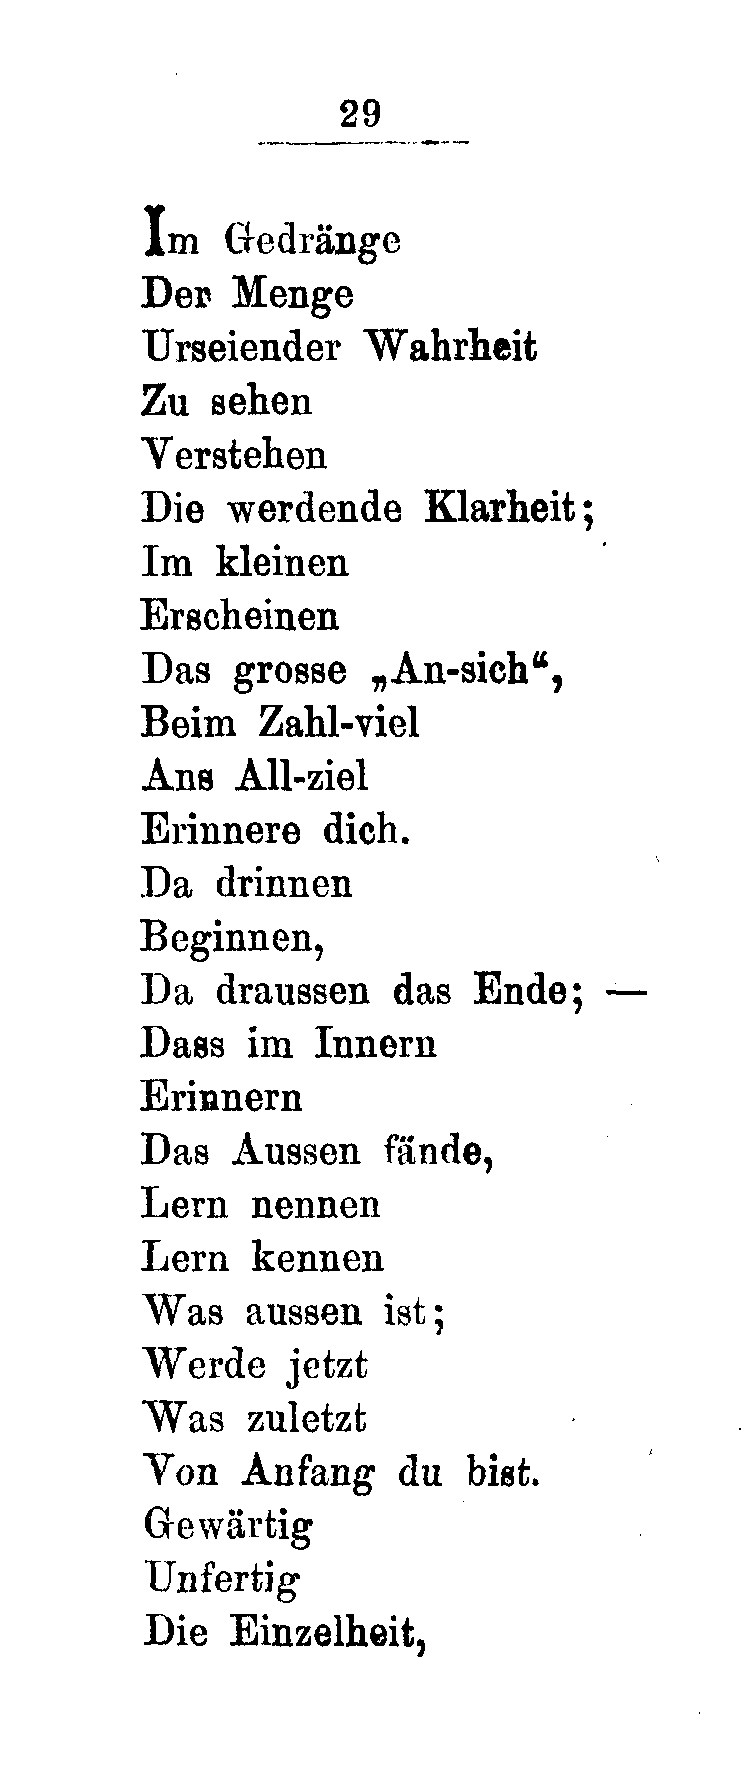 29
Im Gedränge
Der Menge
Urseiender Wahrheit
Zu sehen
Verstehen
Die werdende Klarheit;
Im kleinen
Erscheinen
Das grosse „An-sich“,
Beim Zahl-viel
Ans All-ziel
Erinnere dich.
Da drinnen
Beginnen,
Da draussen das Ende; —
Dass im Innern
Erinnern
Das Aussen fände,
Lern nennen
Lern kennen
Was aussen ist;
Werde jetzt
Was zuletzt
Von Anfang du bist.
Gewärtig
Unfertig
Die Einzelheit,